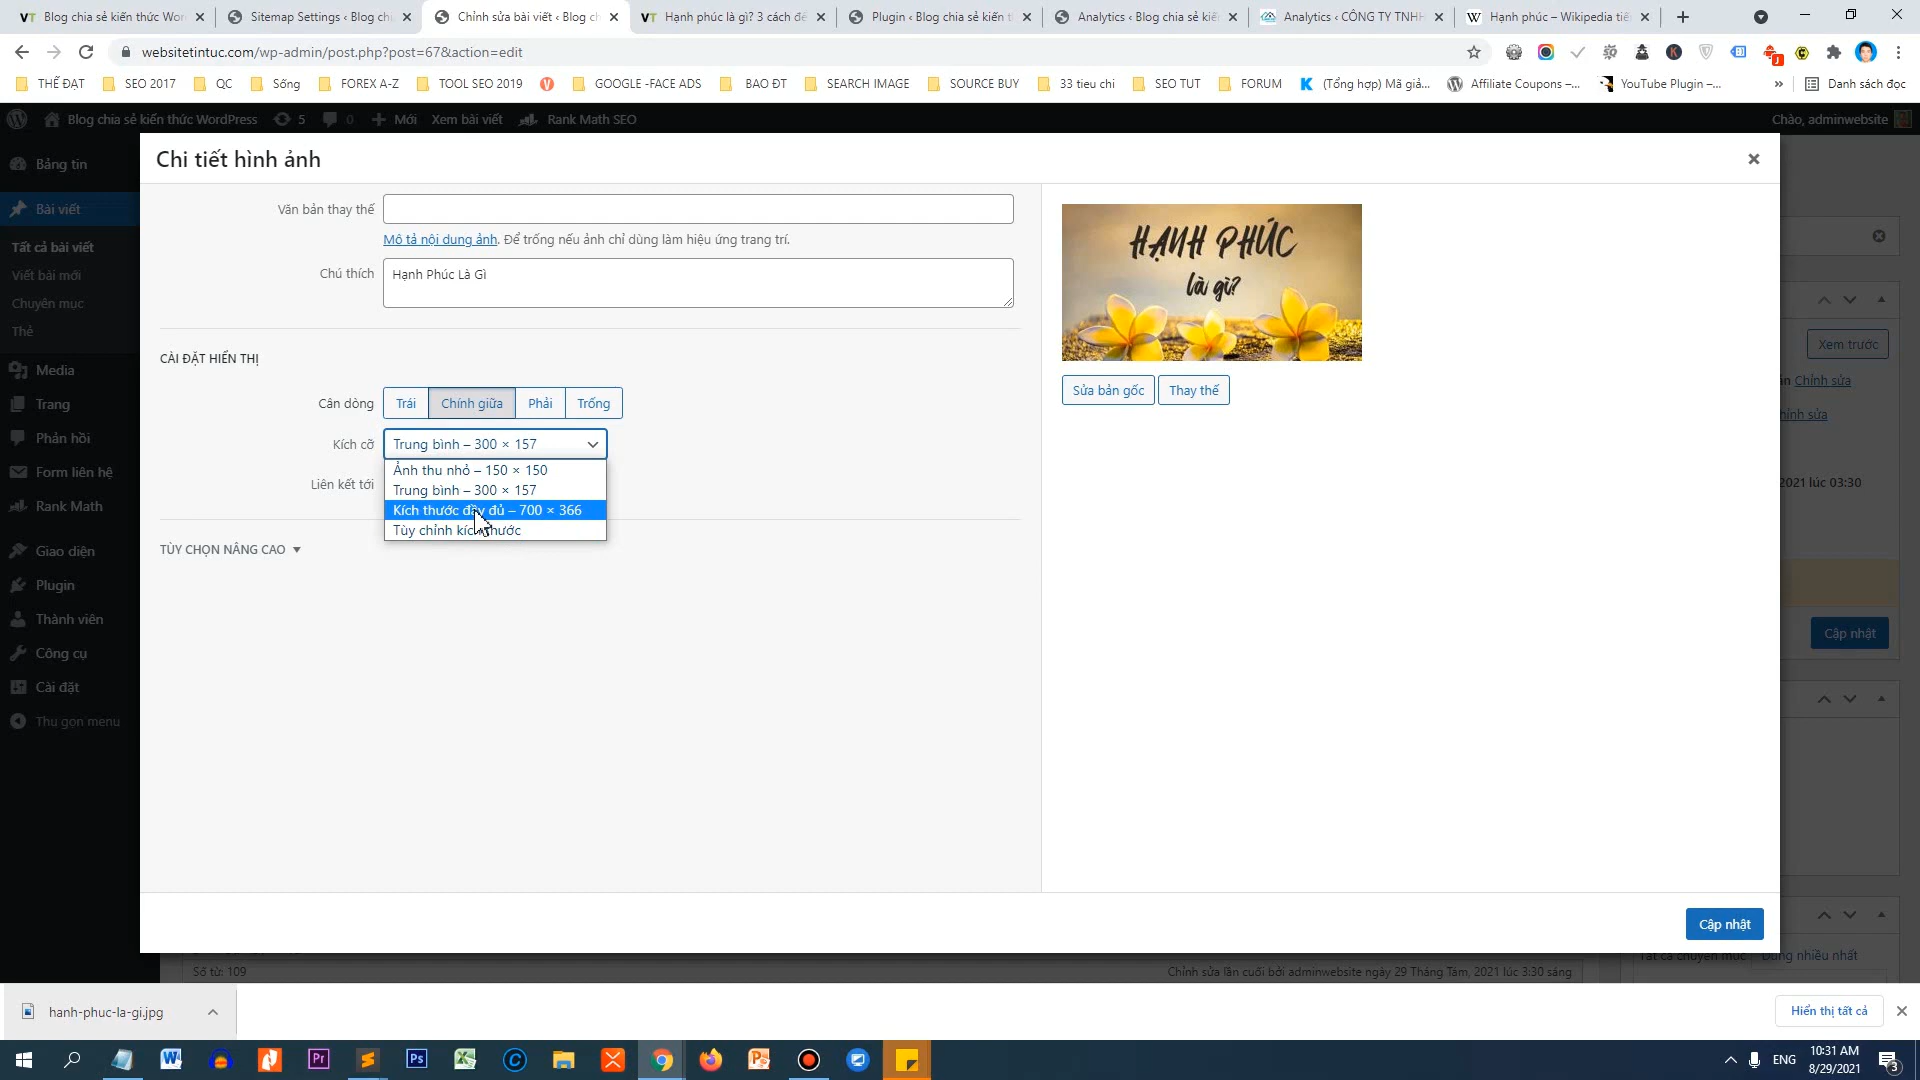 Blog chia sẻ kiến thức Wor
Sitemap Settings ‹ Blog chi
Chỉnh sửa bài viết ‹ Blog ch
Hạnh phúc là gì? 3 cách để
Plugin ‹ Blog chia sẻ kiến t
Analytics ‹ Blog chia sẻ kiế
Analytics ‹ CÔNG TY TNHH
Hạnh phúc – Wikipedia tiế
websitetintuc.com/wp-admin/post.php?post=67&action=edit
THẾ ĐẠT
SEO 2017
QC
Sống
FOREX A-Z
TOOL SEO 2019
GOOGLE -FACE ADS
BAO ĐT
SEARCH IMAGE
SOURCE BUY
33 tieu chi
SEO TUT
FORUM
(Tổng hợp) Mã giả...
Affiliate Coupons –...
YouTube Plugin –...
»
Danh sách đọc
Blog chia sẻ kiến thức WordPress
5
0
Mới
Xem bài viết
Rank Math SEO
Chào, adminwebsite
Bảng tin
Bài viết
Tất cả bài viết
Viết bài mới
Chuyên mục
Thẻ
Media
Trang
Phản hồi
Form liên hệ
Rank Math
Giao diện
Plugin
Thành viên
Công cụ
Cài đặt
Thu gọn menu
Chi tiết hình ảnh
Văn bản thay thế
Mô tả nội dung ảnh. Để trống nếu ảnh chỉ dùng làm hiệu ứng trang trí.
Chú thích
Hạnh Phúc Là Gì
CÀI ĐẶT HIỂN THỊ
Căn dòng
Trái
Chính giữa
Phải
Trống
Kích cỡ
Trung bình – 300 × 157
Ảnh thu nhỏ – 150 × 150
Trung bình – 300 × 157
Kích thước đầy đủ – 700 × 366
Tùy chỉnh kích thước
Liên kết tới
TÙY CHỌN NÂNG CAO
HẠNH PHÚC
là gì?
Sửa bản gốc
Thay thế
Xem trước
Chỉnh sửa
hỉnh sửa
2021 lúc 03:30
Cập nhật
Cập nhật
Số từ: 109
Chỉnh sửa lần cuối bởi adminwebsite ngày 29 Tháng Tám, 2021 lúc 3:30 sáng
Tất cả chuyên mục
Dùng nhiều nhất
hanh-phuc-la-gi.jpg
Hiển thị tất cả
ENG
10:31 AM
8/29/2021
3